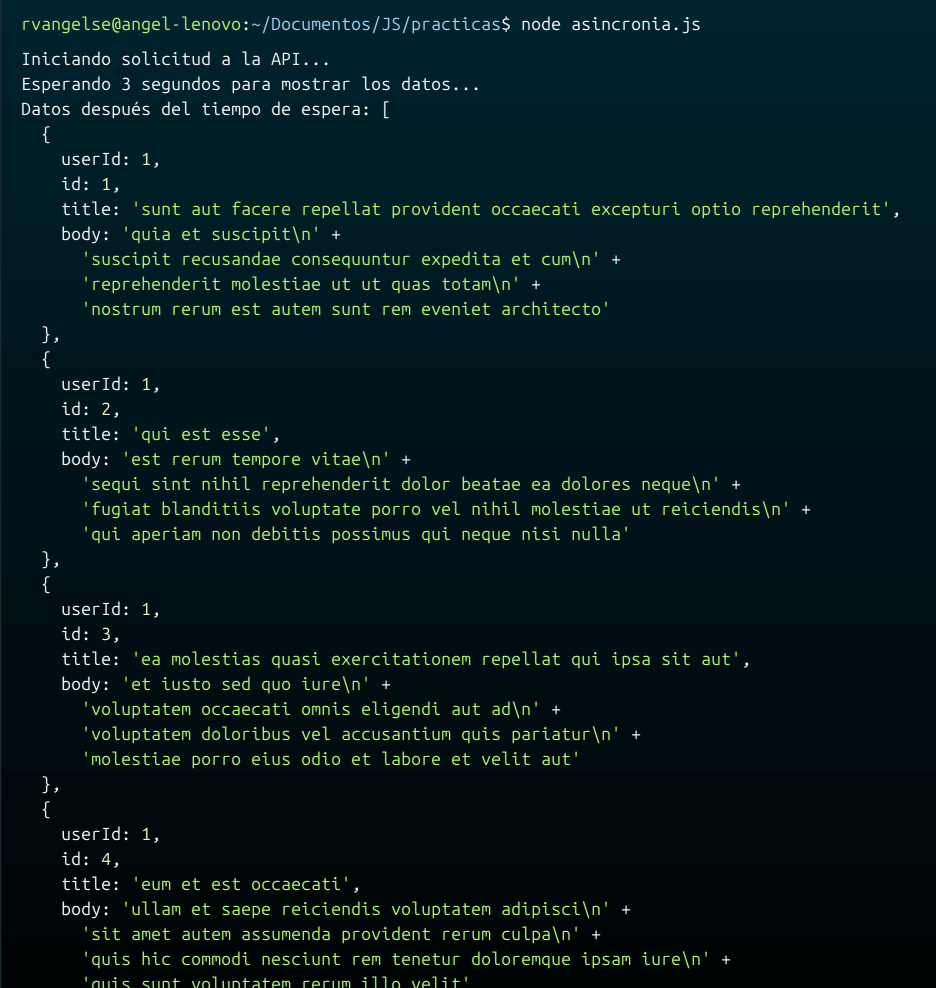 rvangelse@angel-lenovo:~/Documentos/JS/practicas$ node asincronia.js
Iniciando solicitud a la API...
Esperando 3 segundos para mostrar los datos...
Datos después del tiempo de espera: [
  {
    userId: 1,
    id: 1,
    title: 'sunt aut facere repellat provident occaecati excepturi optio reprehenderit',
    body: 'quia et suscipit\n' +
      'suscipit recusandae consequuntur expedita et cum\n' +
      'reprehenderit molestiae ut ut quas totam\n' +
      'nostrum rerum est autem sunt rem eveniet architecto'
  },
  {
    userId: 1,
    id: 2,
    title: 'qui est esse',
    body: 'est rerum tempore vitae\n' +
      'sequi sint nihil reprehenderit dolor beatae ea dolores neque\n' +
      'fugiat blanditiis voluptate porro vel nihil molestiae ut reiciendis\n' +
      'qui aperiam non debitis possimus qui neque nisi nulla'
  },
  {
    userId: 1,
    id: 3,
    title: 'ea molestias quasi exercitationem repellat qui ipsa sit aut',
    body: 'et iusto sed quo iure\n' +
      'voluptatem occaecati omnis eligendi aut ad\n' +
      'voluptatem doloribus vel accusantium quis pariatur\n' +
      'molestiae porro eius odio et labore et velit aut'
  },
  {
    userId: 1,
    id: 4,
    title: 'eum et est occaecati',
    body: 'ullam et saepe reiciendis voluptatem adipisci\n' +
      'sit amet autem assumenda provident rerum culpa\n' +
      'quis hic commodi nesciunt rem tenetur doloremque ipsam iure\n' +
      'quis sunt voluptatem rerum illo velit'